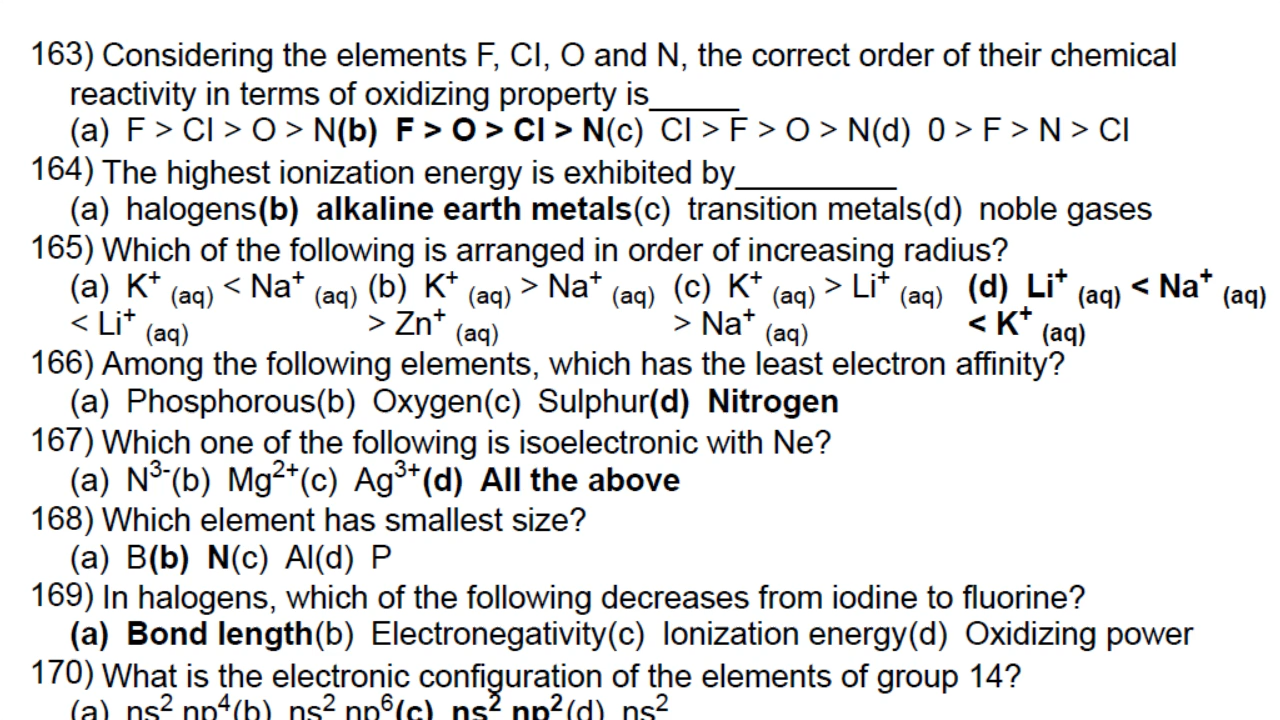 163) Considering the elements F, Cl, O and N, the correct order of their chemical
reactivity in terms of oxidizing property is_____
(a) F > Cl > O > N(b) F > O > Cl > N(c) Cl > F > O > N(d) 0 > F > N > Cl
164) The highest ionization energy is exhibited by_________
(a) halogens(b) alkaline earth metals(c) transition metals(d) noble gases
165) Which of the following is arranged in order of increasing radius?
(a) K⁺ (aq) < Na⁺ (aq) (b) K⁺ (aq) > Na⁺ (aq) (c) K⁺ (aq) > Li⁺ (aq) (d) Li⁺ (aq) < Na⁺ (aq)
< Li⁺ (aq) > Zn⁺ (aq) > Na⁺ (aq) < K⁺ (aq)
166) Among the following elements, which has the least electron affinity?
(a) Phosphorous(b) Oxygen(c) Sulphur(d) Nitrogen
167) Which one of the following is isoelectronic with Ne?
(a) N³⁻(b) Mg²⁺(c) Ag³⁺(d) All the above
168) Which element has smallest size?
(a) B(b) N(c) Al(d) P
169) In halogens, which of the following decreases from iodine to fluorine?
(a) Bond length(b) Electronegativity(c) Ionization energy(d) Oxidizing power
170) What is the electronic configuration of the elements of group 14?
(a) ns² np⁴(b) ns² np⁶(c) ns² np²(d) ns²